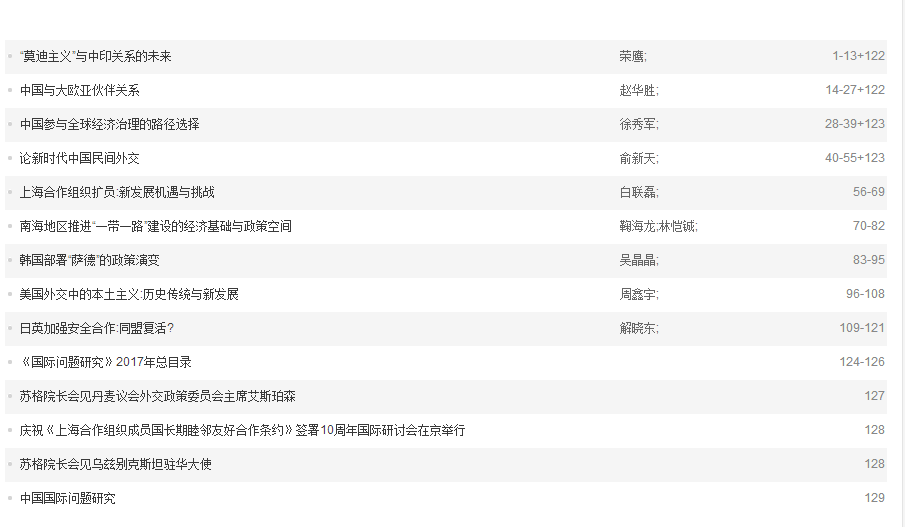 “莫迪主义”与中印关系的未来 荣鹰; 1-13+122
中国与大欧亚伙伴关系 赵华胜; 14-27+122
中国参与全球经济治理的路径选择 徐秀军; 28-39+123
论新时代中国民间外交 俞新天; 40-55+123
上海合作组织扩员:新发展机遇与挑战 白联磊; 56-69
南海地区推进“一带一路”建设的经济基础与政策空间 鞠海龙;林恺铖; 70-82
韩国部署“萨德”的政策演变 吴晶晶; 83-95
美国外交中的本土主义:历史传统与新发展 周鑫宇; 96-108
日英加强安全合作:同盟复活? 解晓东; 109-121
《国际问题研究》2017年总目录 124-126
苏格院长会见丹麦议会外交政策委员会主席艾斯珀森 127
庆祝《上海合作组织成员国长期睦邻友好合作条约》签署10周年国际研讨会在京举行 128
苏格院长会见乌兹别克斯坦驻华大使 128
中国国际问题研究 129